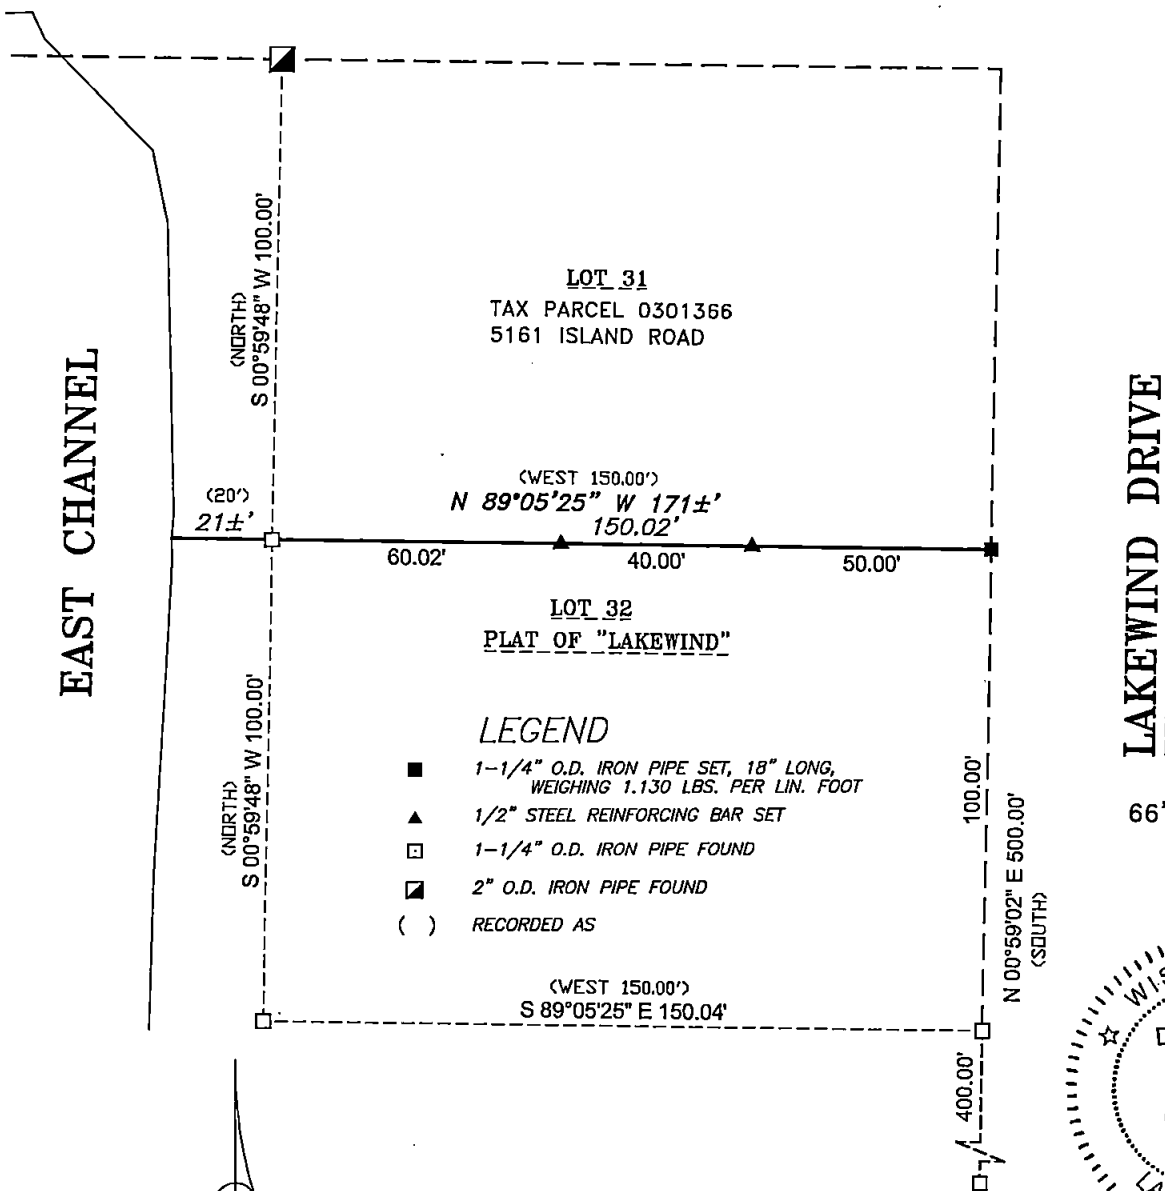 (NORTH)
S 00°59'48" W 100.00'
LOT 31
TAX PARCEL 0301366
5161 ISLAND ROAD
EAST CHANNEL
LAKEWIND DRIVE
(20')
21±'
(WEST 150.00')
N 89°05'25" W 171±'
150.02'
60.02'
40.00'
50.00'
LOT 32
PLAT OF "LAKEWIND"
(NORTH)
S 00°59'48" W 100.00'
LEGEND
1-1/4" O.D. IRON PIPE SET, 18" LONG,
WEIGHING 1.130 LBS. PER LIN. FOOT
1/2" STEEL REINFORCING BAR SET
1-1/4" O.D. IRON PIPE FOUND
2" O.D. IRON PIPE FOUND
( ) RECORDED AS
100.00'
N 00°59'02" E 500.00'
(SOUTH)
66'
(WEST 150.00')
S 89°05'25" E 150.04'
400.00'
WIS